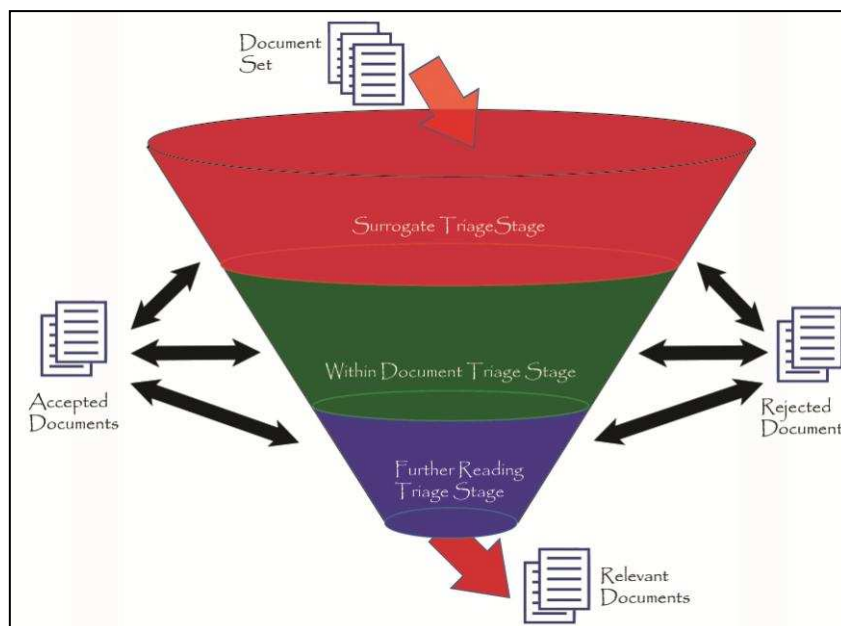 Document
Set
Surrogate TriageStage
Within Document Triage Stage
Accepted
Documents
Rejected
Document
Further Reading
Triage Stage
Relevant
Documents